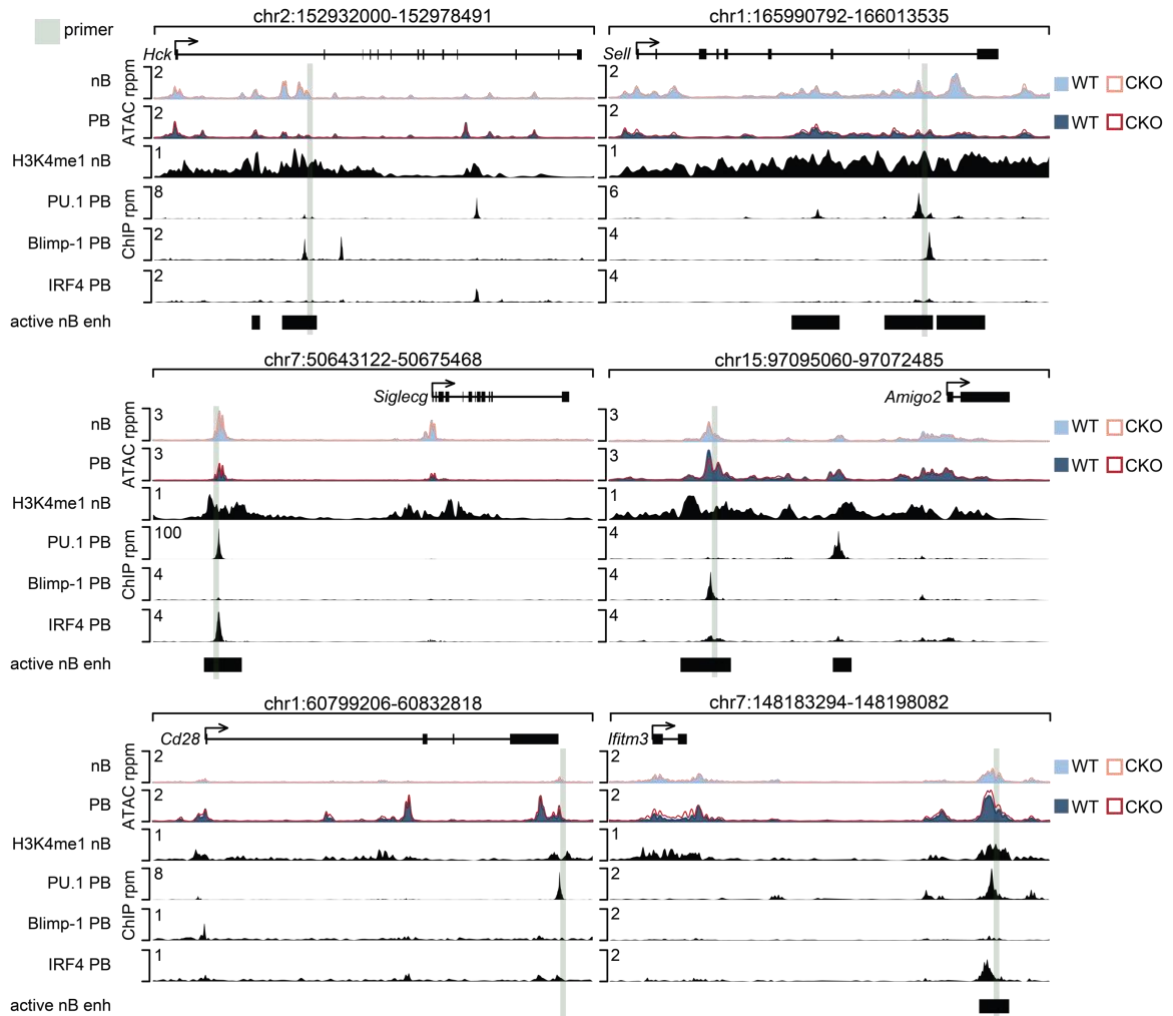 primer
chr2:152932000-152978491
chr1:165990792-166013535
Hck
Sell
nB
PB
H3K4me1 nB
PU.1 PB
Blimp-1 PB
IRF4 PB
active nB enh
ATAC rppm
ChIP rpm
2
2
1
8
2
2
2
2
1
6
4
4
WT CKO
WT CKO
chr7:50643122-50675468
chr15:97095060-97072485
Siglecg
Amigo2
nB
PB
H3K4me1 nB
PU.1 PB
Blimp-1 PB
IRF4 PB
active nB enh
ATAC rppm
ChIP rpm
3
3
1
100
4
4
3
3
1
4
4
4
WT CKO
WT CKO
chr1:60799206-60832818
chr7:148183294-148198082
Cd28
Ifitm3
nB
PB
H3K4me1 nB
PU.1 PB
Blimp-1 PB
IRF4 PB
active nB enh
ATAC rppm
ChIP rpm
2
2
1
8
1
1
2
2
1
2
2
2
WT CKO
WT CKO